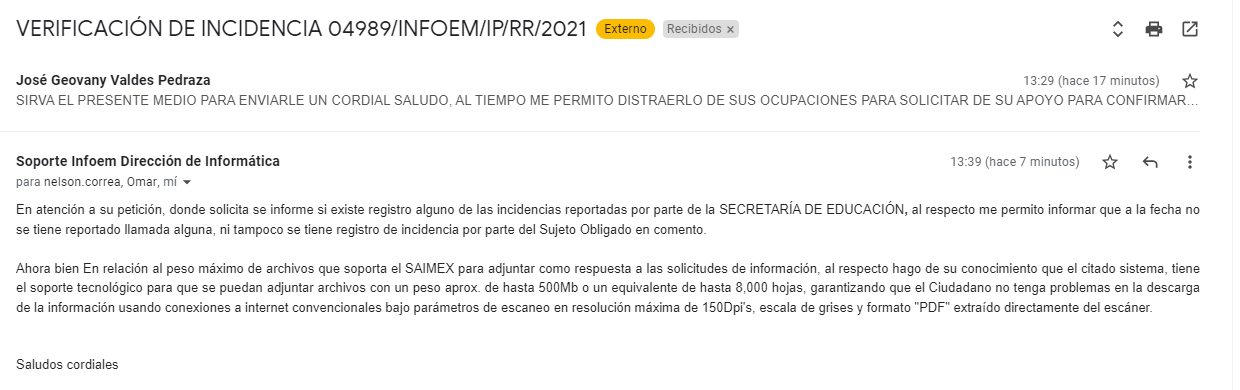 VERIFICACIÓN DE INCIDENCIA 04989/INFOEM/IP/RR/2021 Externo Recibidos ×
José Geovany Valdes Pedraza 13:29 (hace 17 minutos)
SIRVA EL PRESENTE MEDIO PARA ENVIARLE UN CORDIAL SALUDO, AL TIEMPO ME PERMITO DISTRAERLO DE SUS OCUPACIONES PARA SOLICITAR DE SU APOYO PARA CONFIRMAR...
Soporte Infoem Dirección de Informática 13:39 (hace 7 minutos)
para nelson.correa, Omar, mí
En atención a su petición, donde solicita se informe si existe registro alguno de las incidencias reportadas por parte de la SECRETARÍA DE EDUCACIÓN, al respecto me permito informar que a la fecha no
se tiene reportado llamada alguna, ni tampoco se tiene registro de incidencia por parte del Sujeto Obligado en comento.
Ahora bien En relación al peso máximo de archivos que soporta el SAIMEX para adjuntar como respuesta a las solicitudes de información, al respecto hago de su conocimiento que el citado sistema, tiene
el soporte tecnológico para que se puedan adjuntar archivos con un peso aprox. de hasta 500Mb o un equivalente de hasta 8,000 hojas, garantizando que el Ciudadano no tenga problemas en la descarga
de la información usando conexiones a internet convencionales bajo parámetros de escaneo en resolución máxima de 150Dpi's, escala de grises y formato "PDF" extraído directamente del escáner.
Saludos cordiales